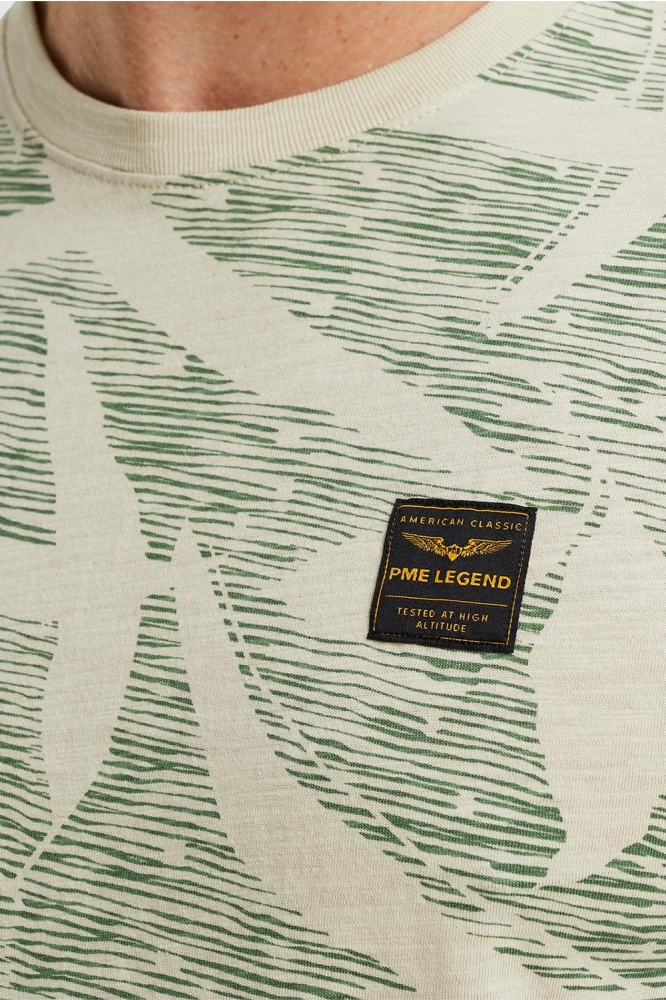 AMERICAN CLASSIC
PME LEGEND
TESTED AT HIGH
ALTITUDE